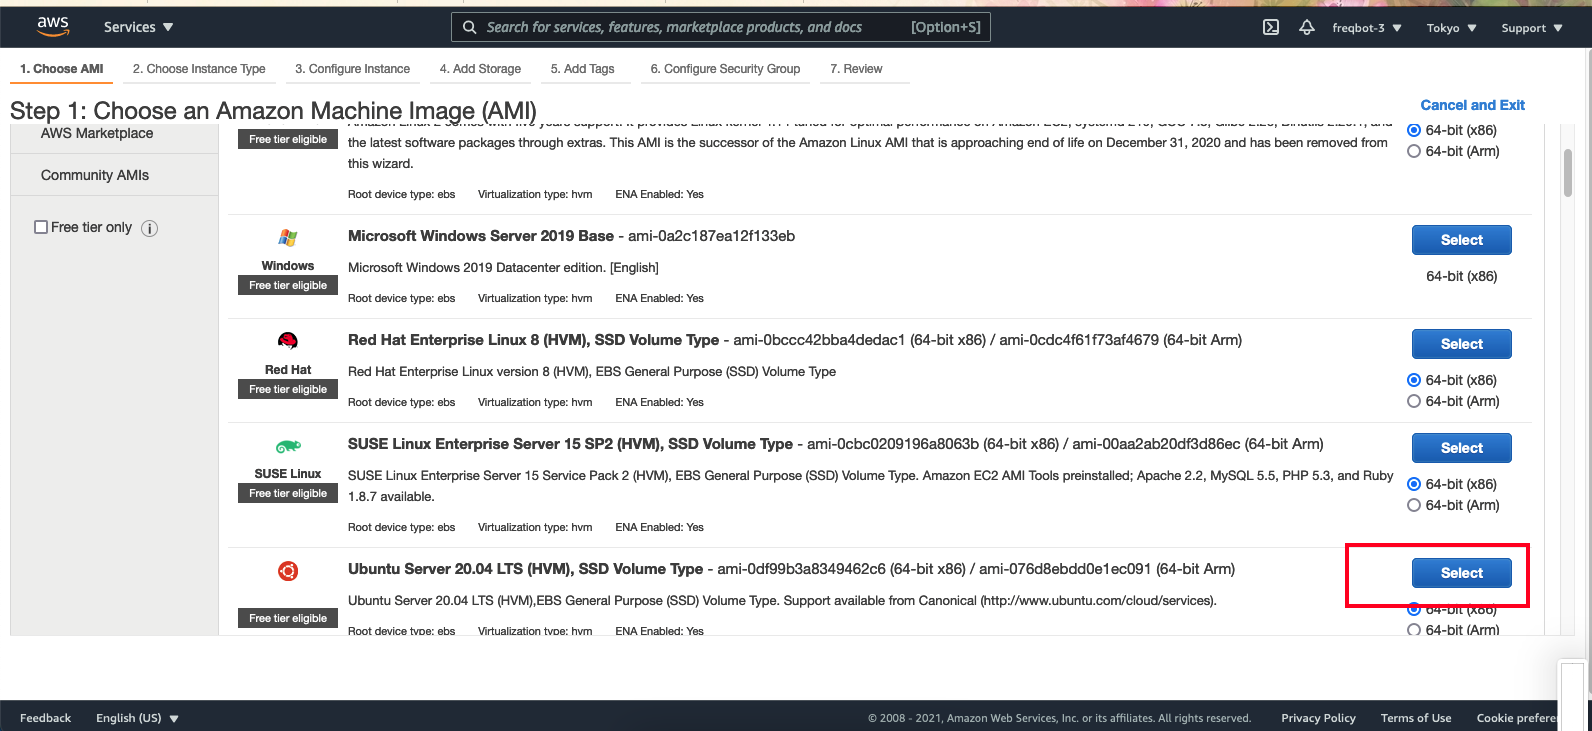 aws
Services
Search for services, features, marketplace products, and docs
[Option+S]
freqbot-3
Tokyo
Support
1. Choose AMI
2. Choose Instance Type
3. Configure Instance
4. Add Storage
5. Add Tags
6. Configure Security Group
7. Review
Step 1: Choose an Amazon Machine Image (AMI)
Cancel and Exit
AWS Marketplace
Community AMIs
Free tier only
i
Free tier eligible
the latest software packages through extras. This AMI is the successor of the Amazon Linux AMI that is approaching end of life on December 31, 2020 and has been removed from
this wizard.
Root device type: ebs Virtualization type: hvm ENA Enabled: Yes
64-bit (x86)
64-bit (Arm)
Windows
Free tier eligible
Microsoft Windows Server 2019 Base - ami-0a2c187ea12f133eb
Microsoft Windows 2019 Datacenter edition. [English]
Root device type: ebs Virtualization type: hvm ENA Enabled: Yes
Select
64-bit (x86)
Red Hat
Free tier eligible
Red Hat Enterprise Linux 8 (HVM), SSD Volume Type - ami-0bccc42bba4dedac1 (64-bit x86) / ami-0cdc4f61f73af4679 (64-bit Arm)
Red Hat Enterprise Linux version 8 (HVM), EBS General Purpose (SSD) Volume Type
Root device type: ebs Virtualization type: hvm ENA Enabled: Yes
Select
64-bit (x86)
64-bit (Arm)
SUSE Linux
Free tier eligible
SUSE Linux Enterprise Server 15 SP2 (HVM), SSD Volume Type - ami-0cbc0209196a8063b (64-bit x86) / ami-00aa2ab20df3d86ec (64-bit Arm)
SUSE Linux Enterprise Server 15 Service Pack 2 (HVM), EBS General Purpose (SSD) Volume Type. Amazon EC2 AMI Tools preinstalled; Apache 2.2, MySQL 5.5, PHP 5.3, and Ruby
1.8.7 available.
Root device type: ebs Virtualization type: hvm ENA Enabled: Yes
Select
64-bit (x86)
64-bit (Arm)
Free tier eligible
Ubuntu Server 20.04 LTS (HVM), SSD Volume Type - ami-0df99b3a8349462c6 (64-bit x86) / ami-076d8ebdd0e1ec091 (64-bit Arm)
Ubuntu Server 20.04 LTS (HVM),EBS General Purpose (SSD) Volume Type. Support available from Canonical (http://www.ubuntu.com/cloud/services).
Root device type: ebs Virtualization type: hvm ENA Enabled: Yes
Select
64-bit (x86)
64-bit (Arm)
Feedback
English (US)
© 2008 - 2021, Amazon Web Services, Inc. or its affiliates. All rights reserved.
Privacy Policy
Terms of Use
Cookie prefere